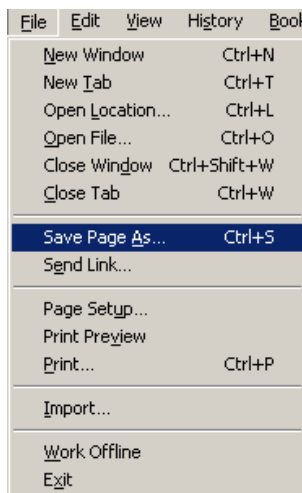 File Edit View History Book
New Window Ctrl+N
New Tab Ctrl+T
Open Location... Ctrl+L
Open File... Ctrl+O
Close Window Ctrl+Shift+W
Close Tab Ctrl+W
Save Page As... Ctrl+S
Send Link...
Page Setup...
Print Preview
Print... Ctrl+P
Import...
Work Offline
Exit